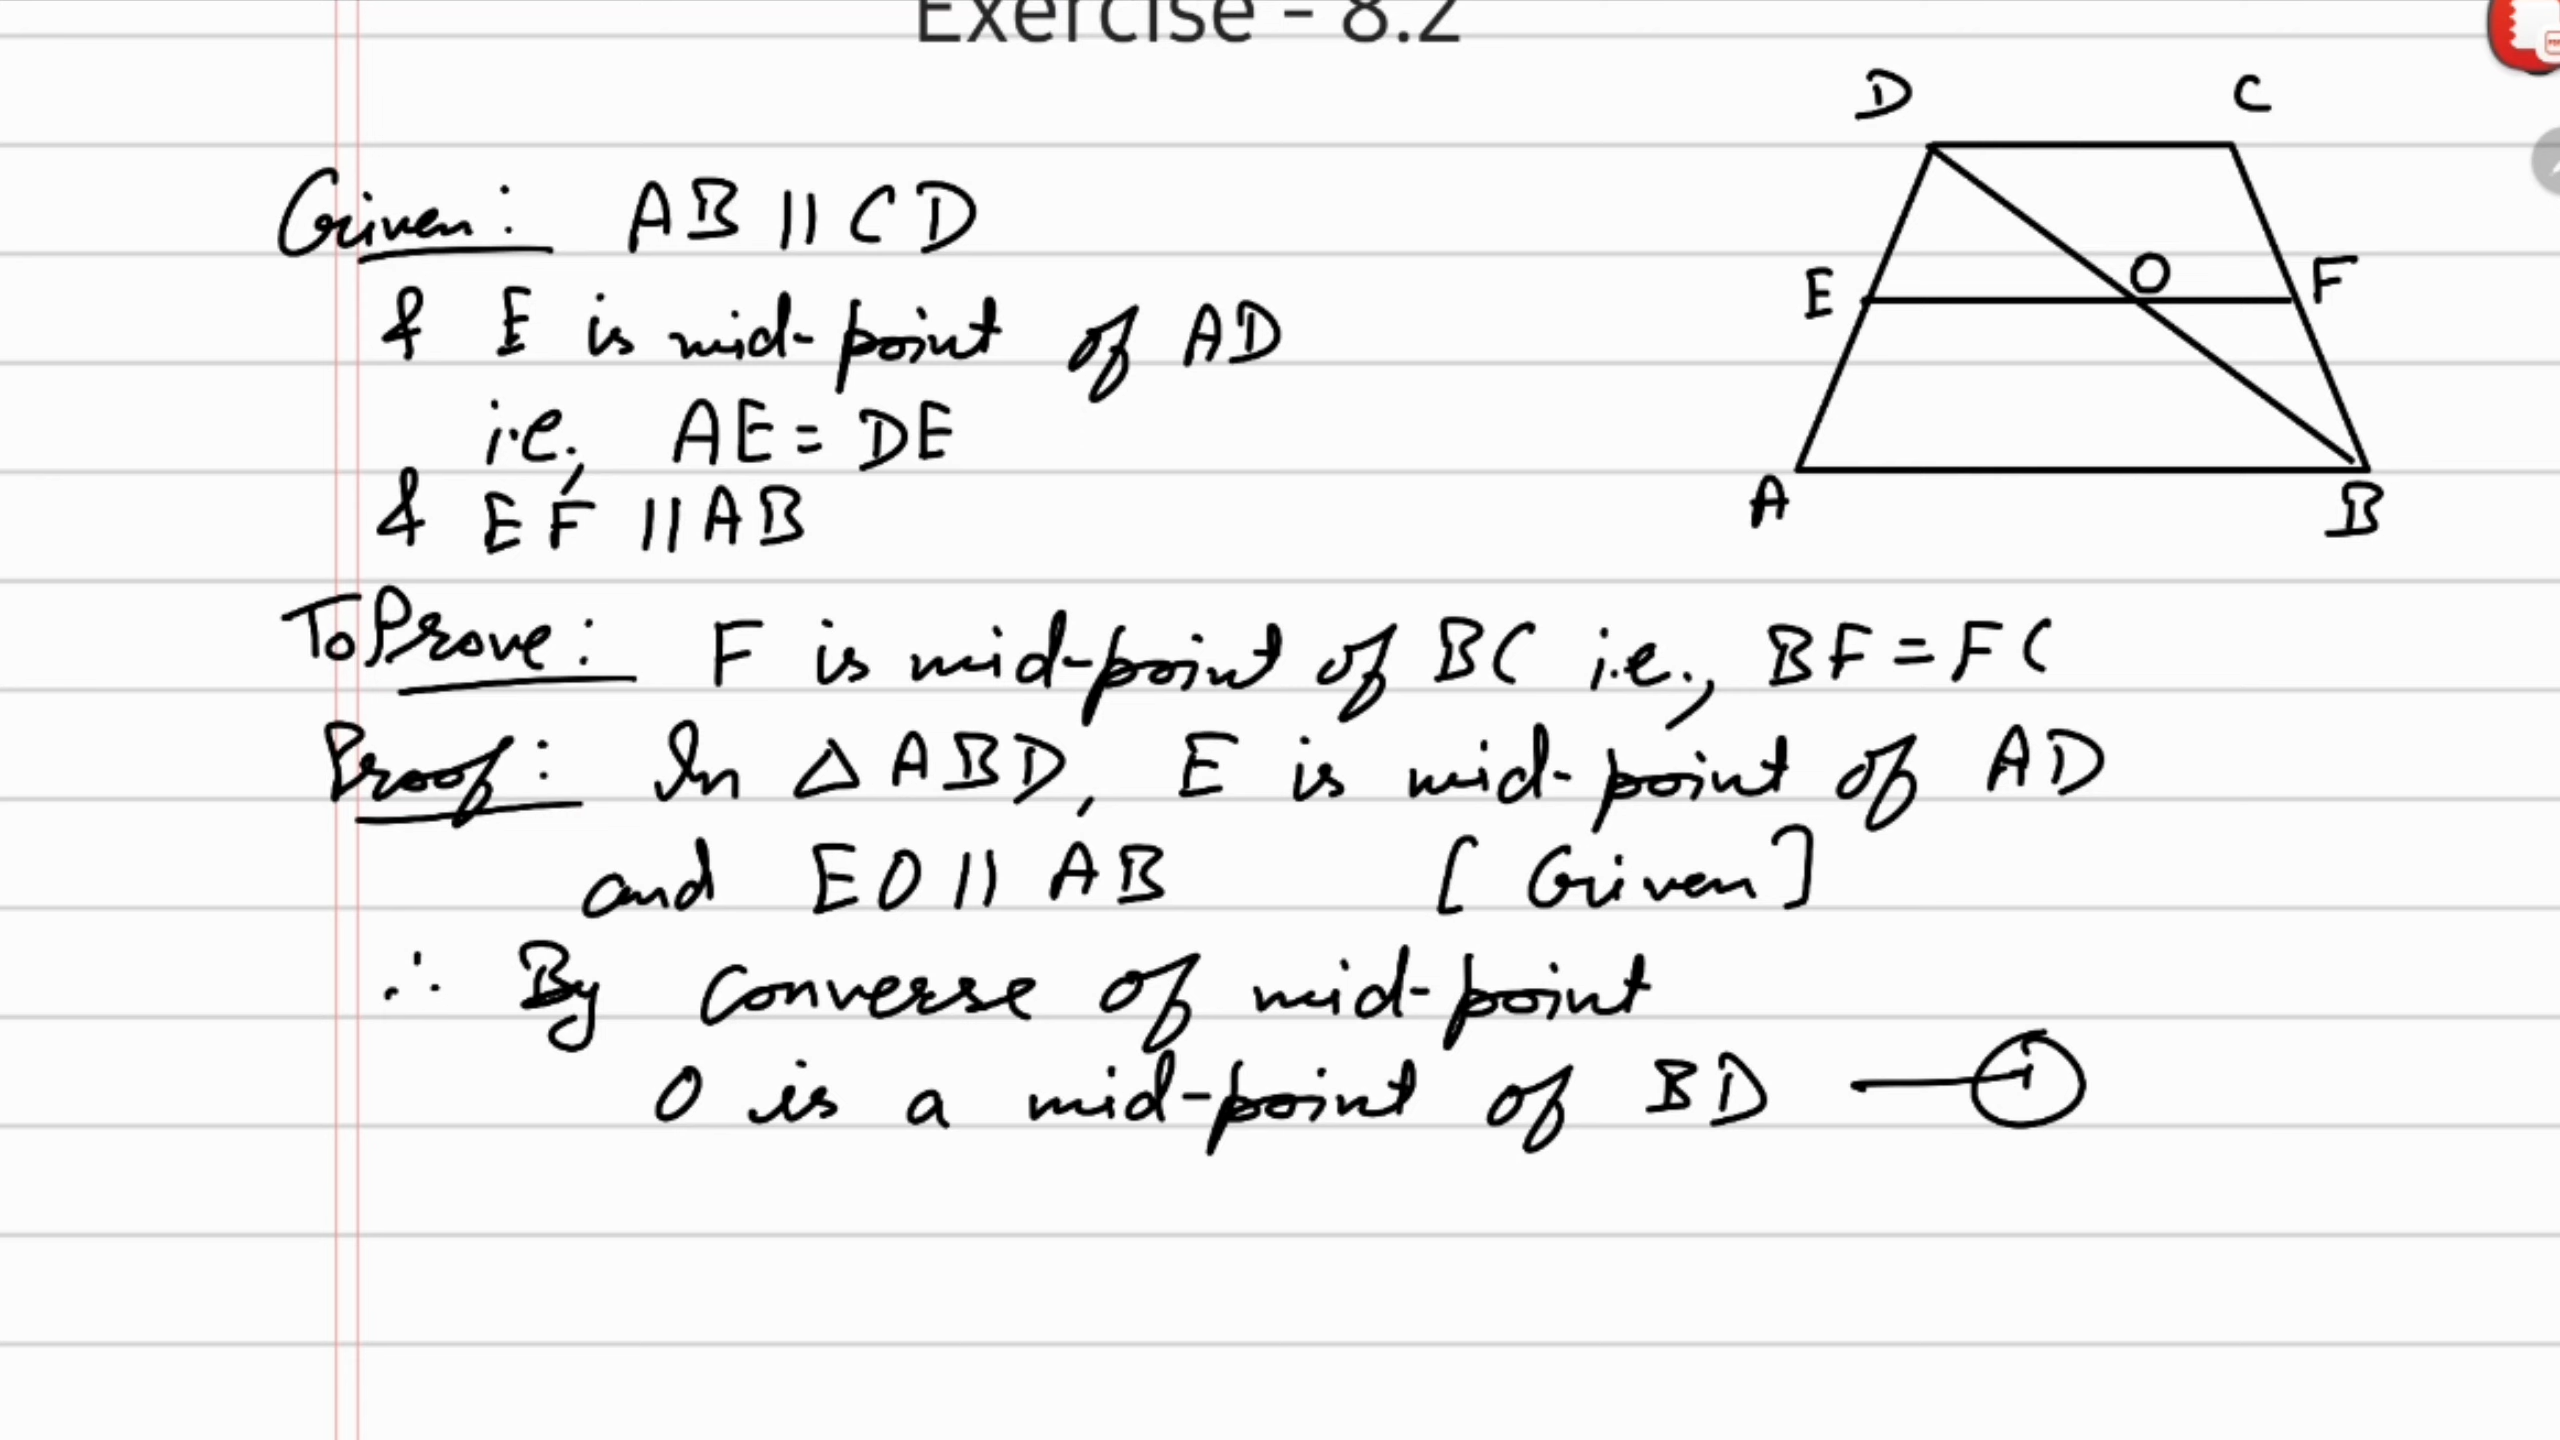 Exercise - 8.2
D C
Given: AB || CD
E O F
& E is mid-point of AD
i.e., AE = DE
& EF || AB
A B
To Prove: F is mid-point of BC i.e., BF = FC
Proof: In △ ABD, E is mid-point of AD
and EO || AB [Given]
∴ By converse of mid-point
O is a mid-point of BD — ①